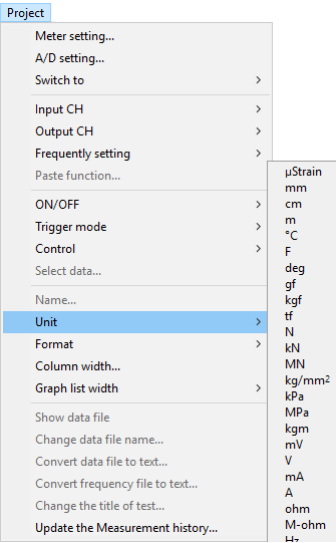 Project
Meter setting...
A/D setting...
Switch to
Input CH
Output CH
Frequently setting
Paste function...
ON/OFF
Trigger mode
Control
Select data...
Name...
Unit
Format
Column width...
Graph list width
Show data file
Change data file name...
Convert data file to text...
Convert frequency file to text...
Change the title of test...
Update the Measurement history...
μStrain
mm
cm
m
°C
F
deg
gf
kgf
tf
N
kN
MN
kg/mm²
kPa
MPa
kgm
mV
V
mA
A
ohm
M-ohm
Hz